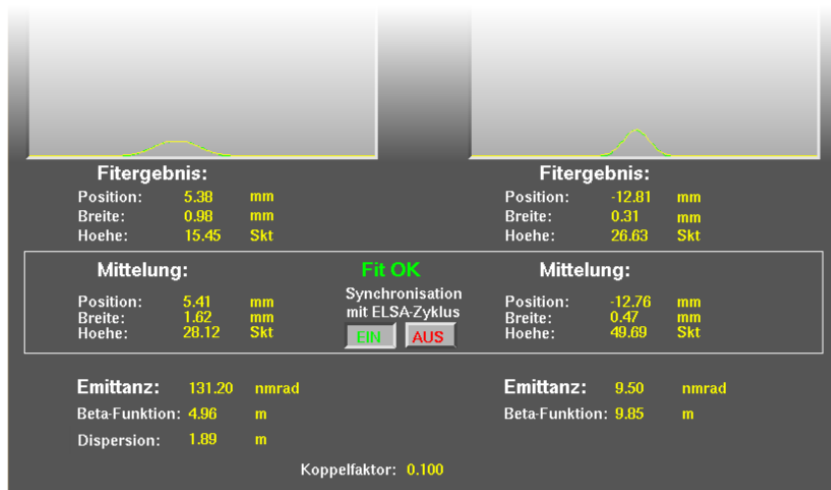 Fitergebnis:
Position: 5.38 mm
Breite: 0.98 mm
Hoehe: 15.45 Skt
Fitergebnis:
Position: -12.81 mm
Breite: 0.31 mm
Hoehe: 26.63 Skt
Mittelung:
Position: 5.41 mm
Breite: 1.62 mm
Hoehe: 28.12 Skt
Fit OK
Synchronisation
mit ELSA-Zyklus
EIN AUS
Mittelung:
Position: -12.76 mm
Breite: 0.47 mm
Hoehe: 49.69 Skt
Emittanz: 131.20 nmrad
Beta-Funktion: 4.96 m
Dispersion: 1.89 m
Emittanz: 9.50 nmrad
Beta-Funktion: 9.85 m
Koppelfaktor: 0.100